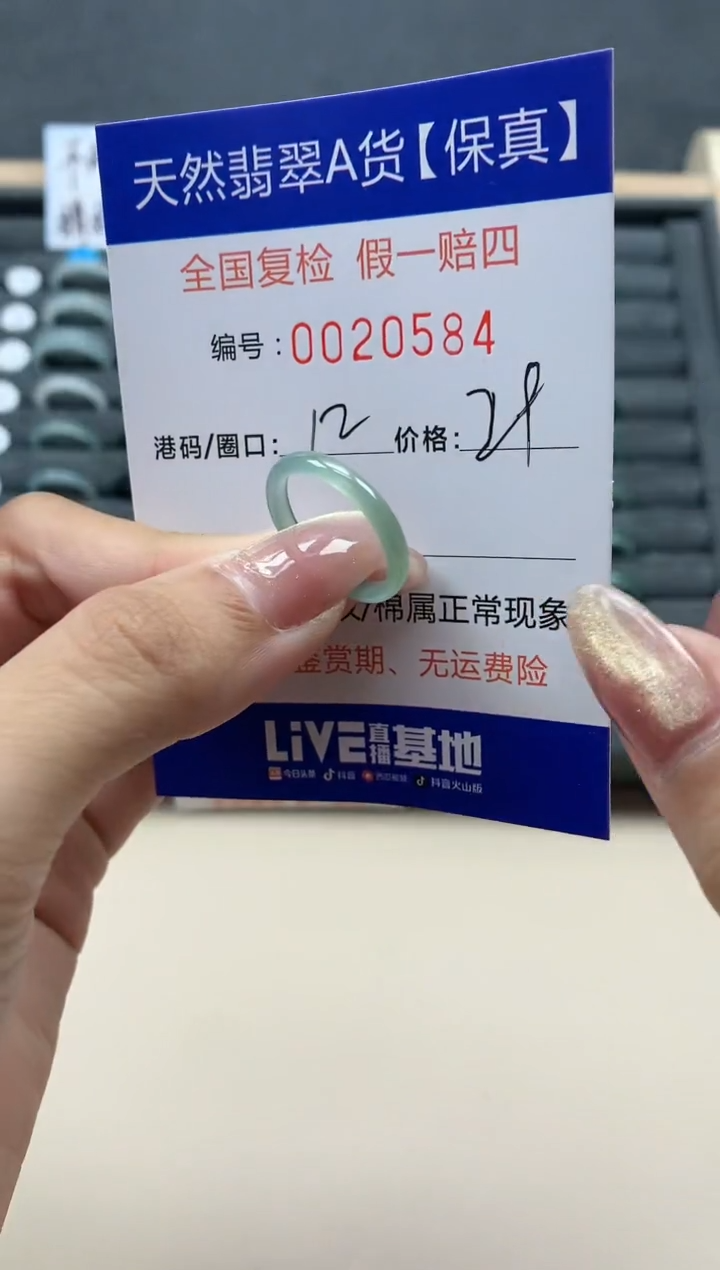 天然翡翠A货【保真】
全国复检 假一赔四
编号：0020584
港码/圈口： 12 价格：
/棉属正常现象
鉴赏期、无运费险
LiVE直播基地
今日头条 抖音 西瓜视频 抖音火山版